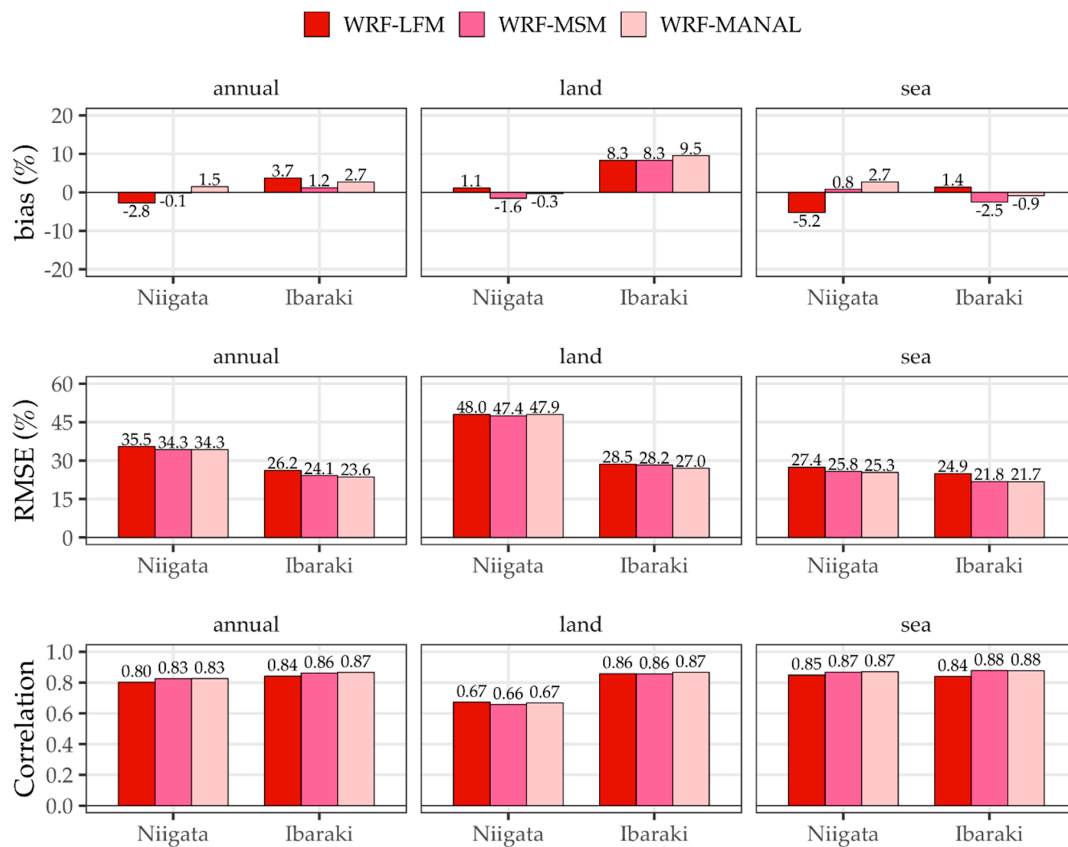 WRF-LFM WRF-MSM WRF-MANAL
annual land sea
bias (%)
20
10
0
-10
-20
-2.8 -0.1 1.5 3.7 1.2 2.7
1.1 -1.6 -0.3 8.3 8.3 9.5
-5.2 0.8 2.7 1.4 -2.5 -0.9
Niigata Ibaraki Niigata Ibaraki Niigata Ibaraki
annual land sea
RMSE (%)
60
45
30
15
0
35.5 34.3 34.3 26.2 24.1 23.6
48.0 47.4 47.9 28.5 28.2 27.0
27.4 25.8 25.3 24.9 21.8 21.7
Niigata Ibaraki Niigata Ibaraki Niigata Ibaraki
annual land sea
Correlation
1.0
0.8
0.6
0.4
0.2
0.0
0.80 0.83 0.83 0.84 0.86 0.87
0.67 0.66 0.67 0.86 0.86 0.87
0.85 0.87 0.87 0.84 0.88 0.88
Niigata Ibaraki Niigata Ibaraki Niigata Ibaraki